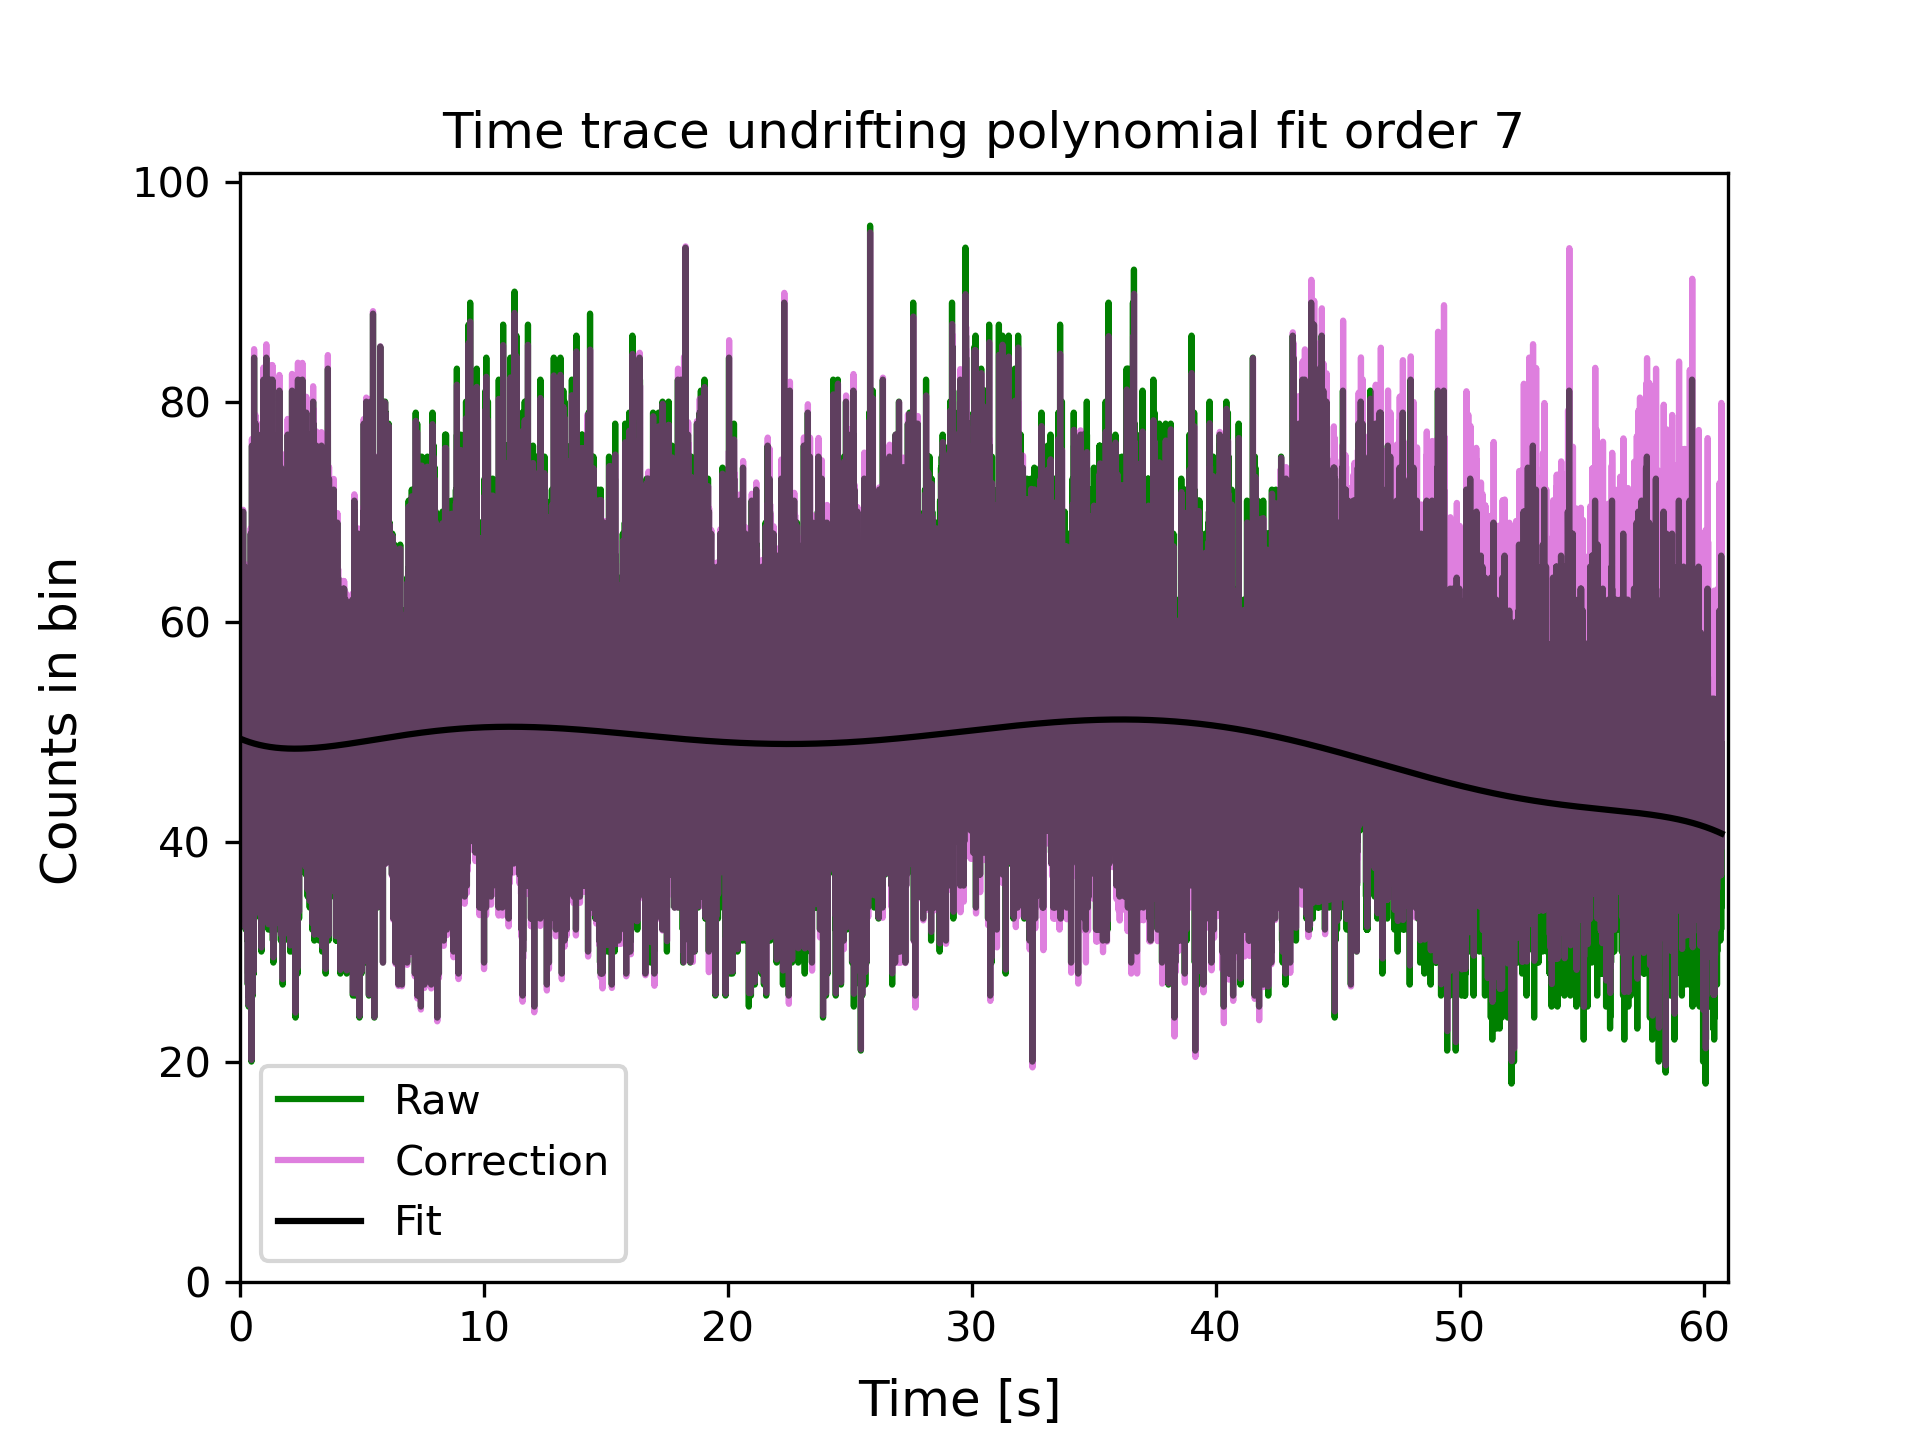 Time trace undrifting polynomial fit order 7
100
80
60
40
20
0
Counts in bin
Raw
Correction
Fit
0 10 20 30 40 50 60
Time [s]